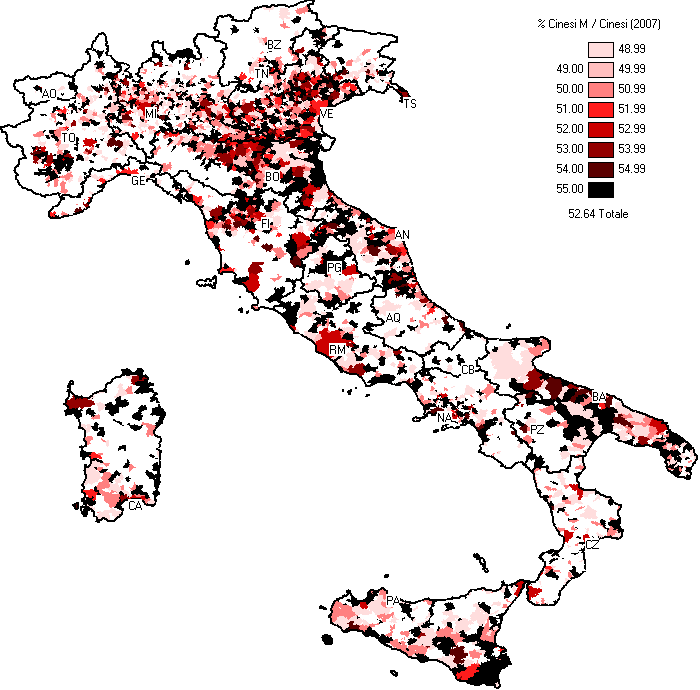 % Cinesi M / Cinesi (2007)
48.99
49.00 49.99
50.00 50.99
51.00 51.99
52.00 52.99
53.00 53.99
54.00 54.99
55.00
52.64 Totale
BZ
TN
AO
MI
TS
VE
TO
BO
GE
FI
AN
PG
AQ
RM
CB
BA
NA
PZ
CA
CZ
PA